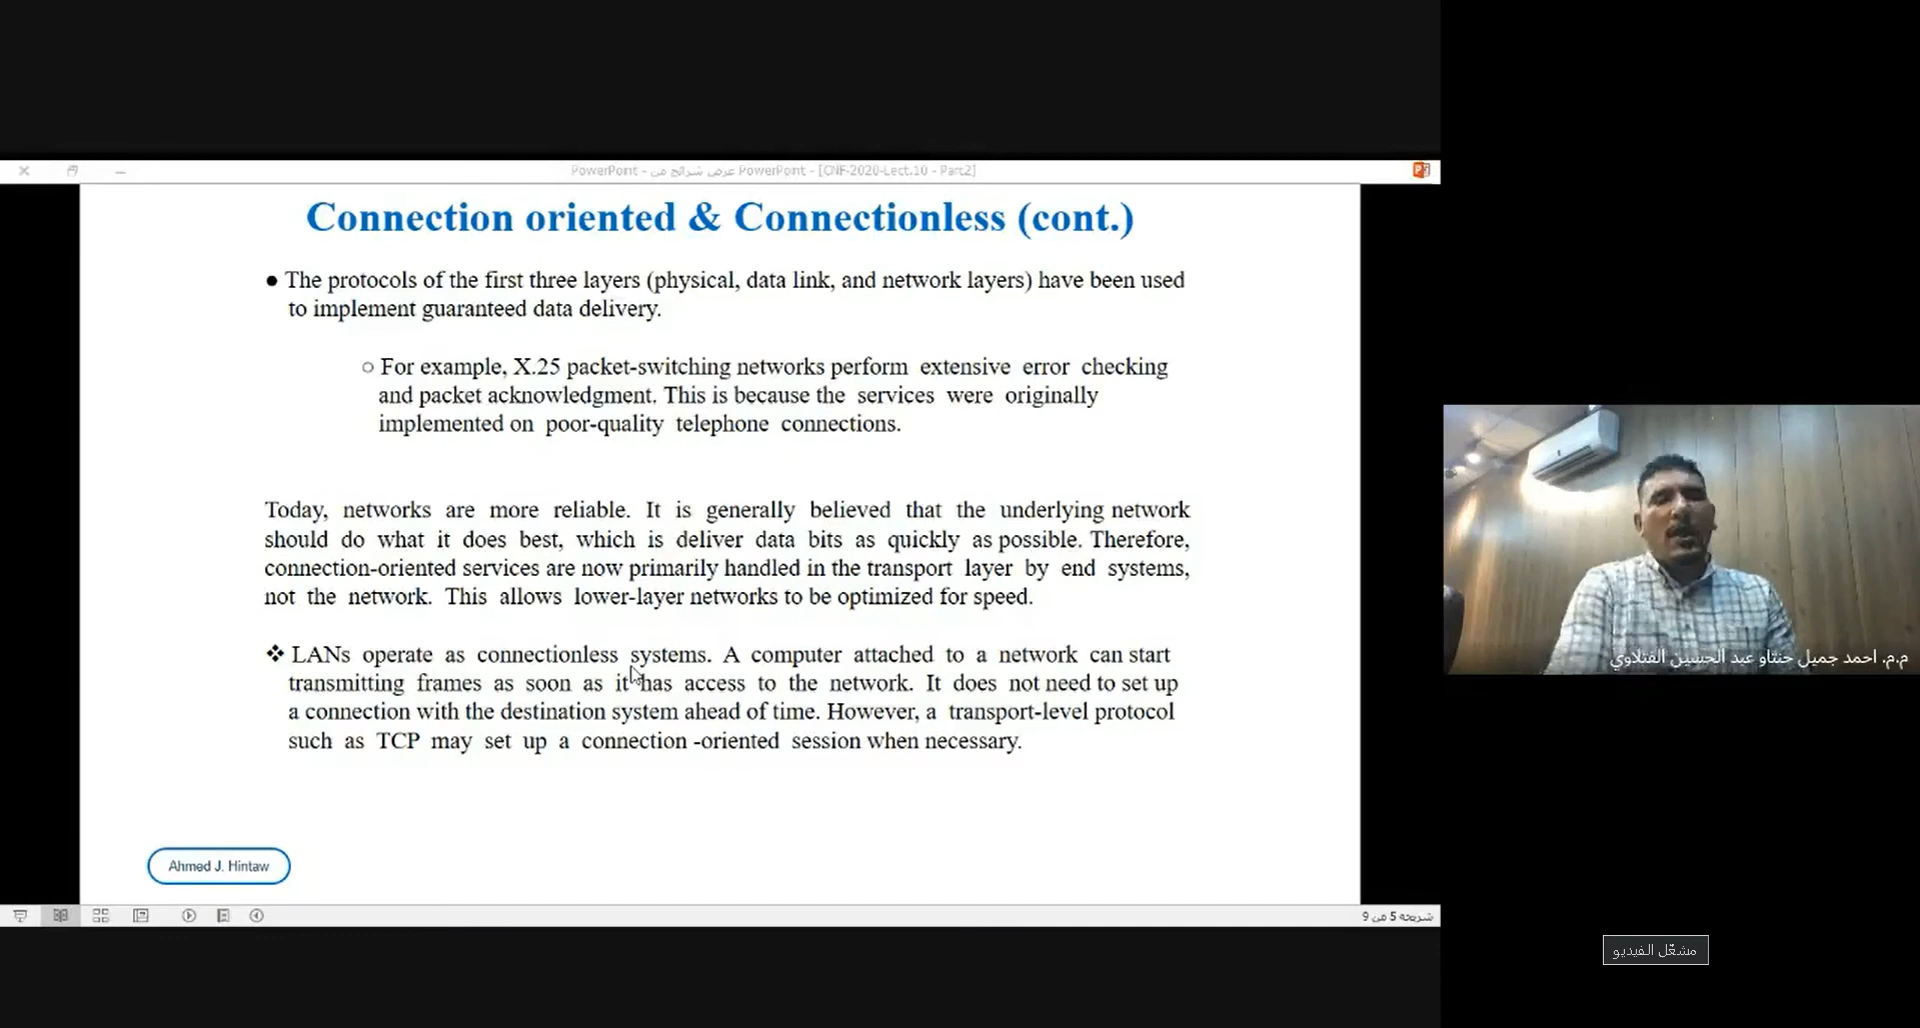 PowerPoint - عرض شرائح من PowerPoint - [CNF-2020-Lect.10 - Part2]
Connection oriented & Connectionless (cont.)
● The protocols of the first three layers (physical, data link, and network layers) have been used
to implement guaranteed data delivery.
○ For example, X.25 packet-switching networks perform extensive error checking
and packet acknowledgment. This is because the services were originally
implemented on poor-quality telephone connections.
Today, networks are more reliable. It is generally believed that the underlying network
should do what it does best, which is deliver data bits as quickly as possible. Therefore,
connection-oriented services are now primarily handled in the transport layer by end systems,
not the network. This allows lower-layer networks to be optimized for speed.
❖ LANs operate as connectionless systems. A computer attached to a network can start
transmitting frames as soon as it has access to the network. It does not need to set up
a connection with the destination system ahead of time. However, a transport-level protocol
such as TCP may set up a connection -oriented session when necessary.
Ahmed J. Hintaw
شريحة 5 من 9
م.م. احمد جميل حنتاو عبد الحسين الفتلاوي
مشغّل الفيديو